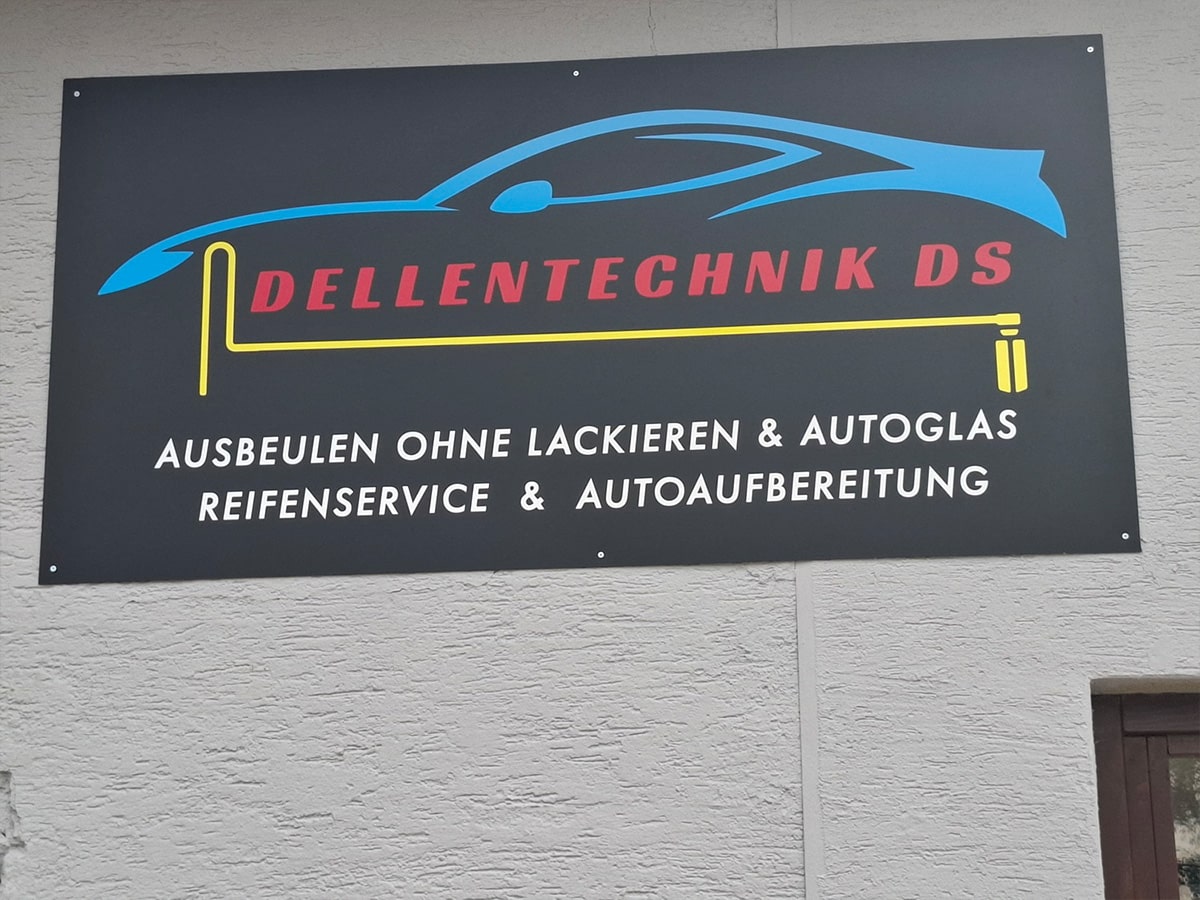 DELLENTECHNIK DS
AUSBEULEN OHNE LACKIEREN & AUTOGLAS
REIFENSERVICE & AUTOAUFBEREITUNG